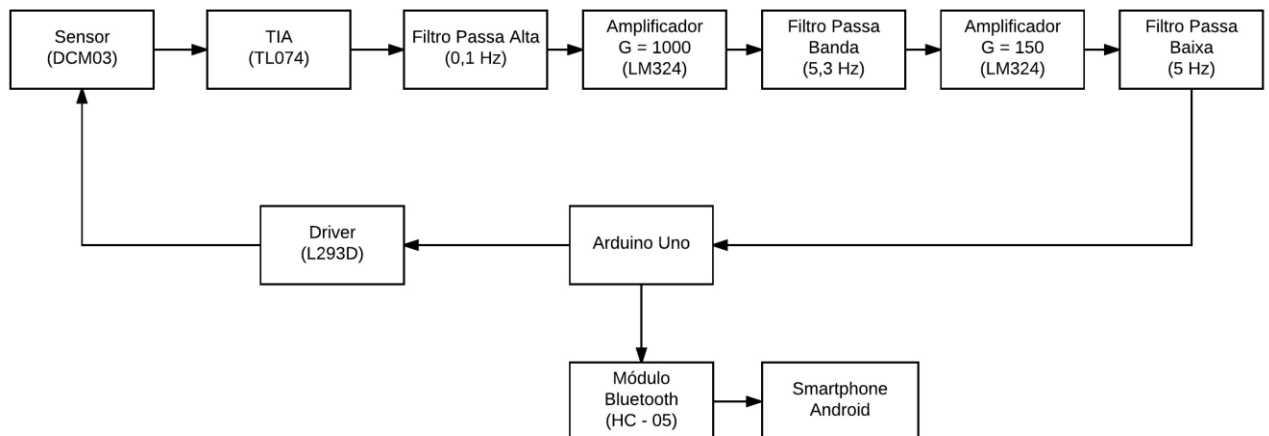 Sensor
(DCM03)
TIA
(TL074)
Filtro Passa Alta
(0,1 Hz)
Amplificador
G = 1000
(LM324)
Filtro Passa
Banda
(5,3 Hz)
Amplificador
G = 150
(LM324)
Filtro Passa
Baixa
(5 Hz)
Driver
(L293D)
Arduino Uno
Módulo
Bluetooth
(HC - 05)
Smartphone
Android